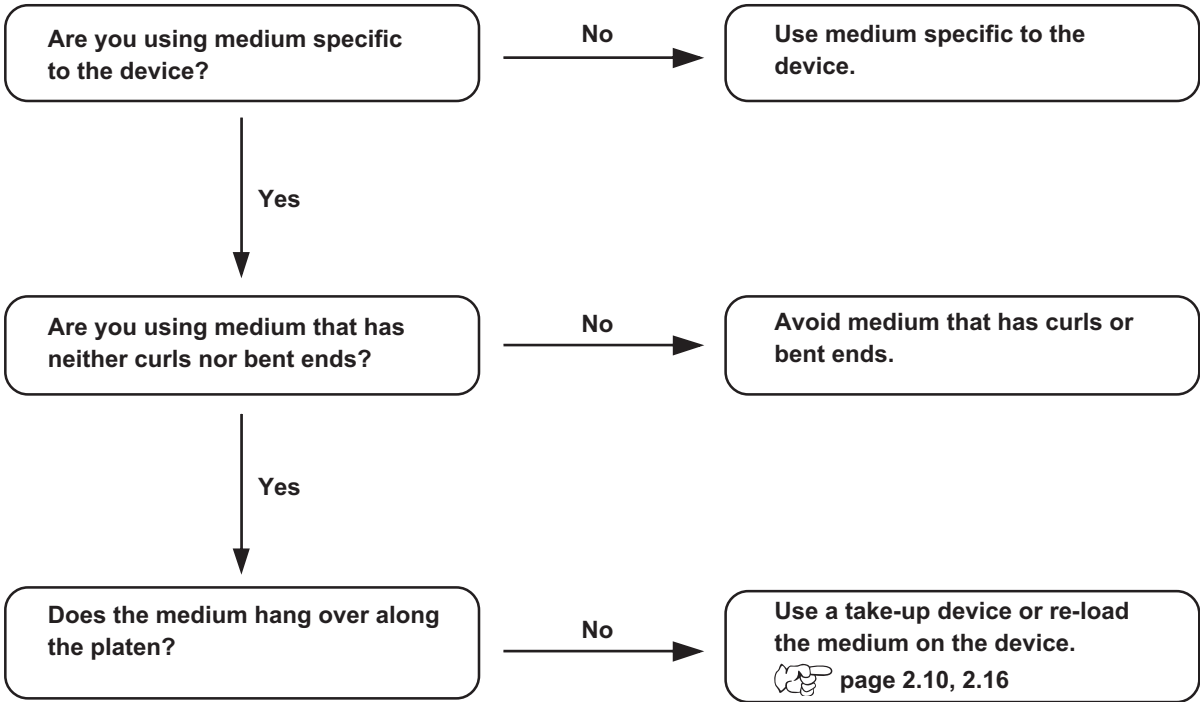 Are you using medium specific
to the device?
No
Use medium specific to the
device.
Yes
Are you using medium that has
neither curls nor bent ends?
No
Avoid medium that has curls or
bent ends.
Yes
Does the medium hang over along
the platen?
No
Use a take-up device or re-load
the medium on the device.
page 2.10, 2.16